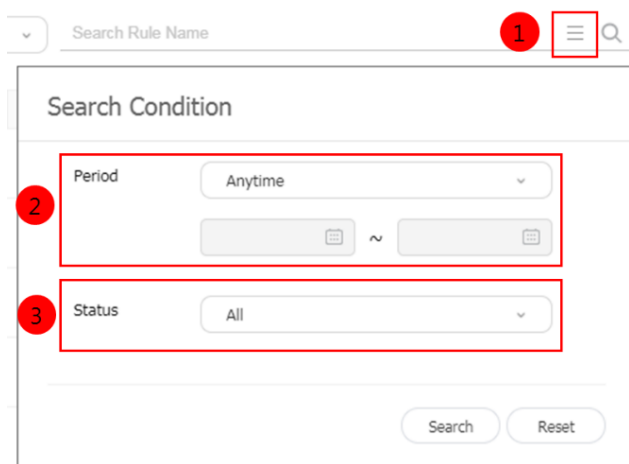 Search Rule Name
1
Search Condition
Period
Anytime
2
~
3
Status
All
Search
Reset